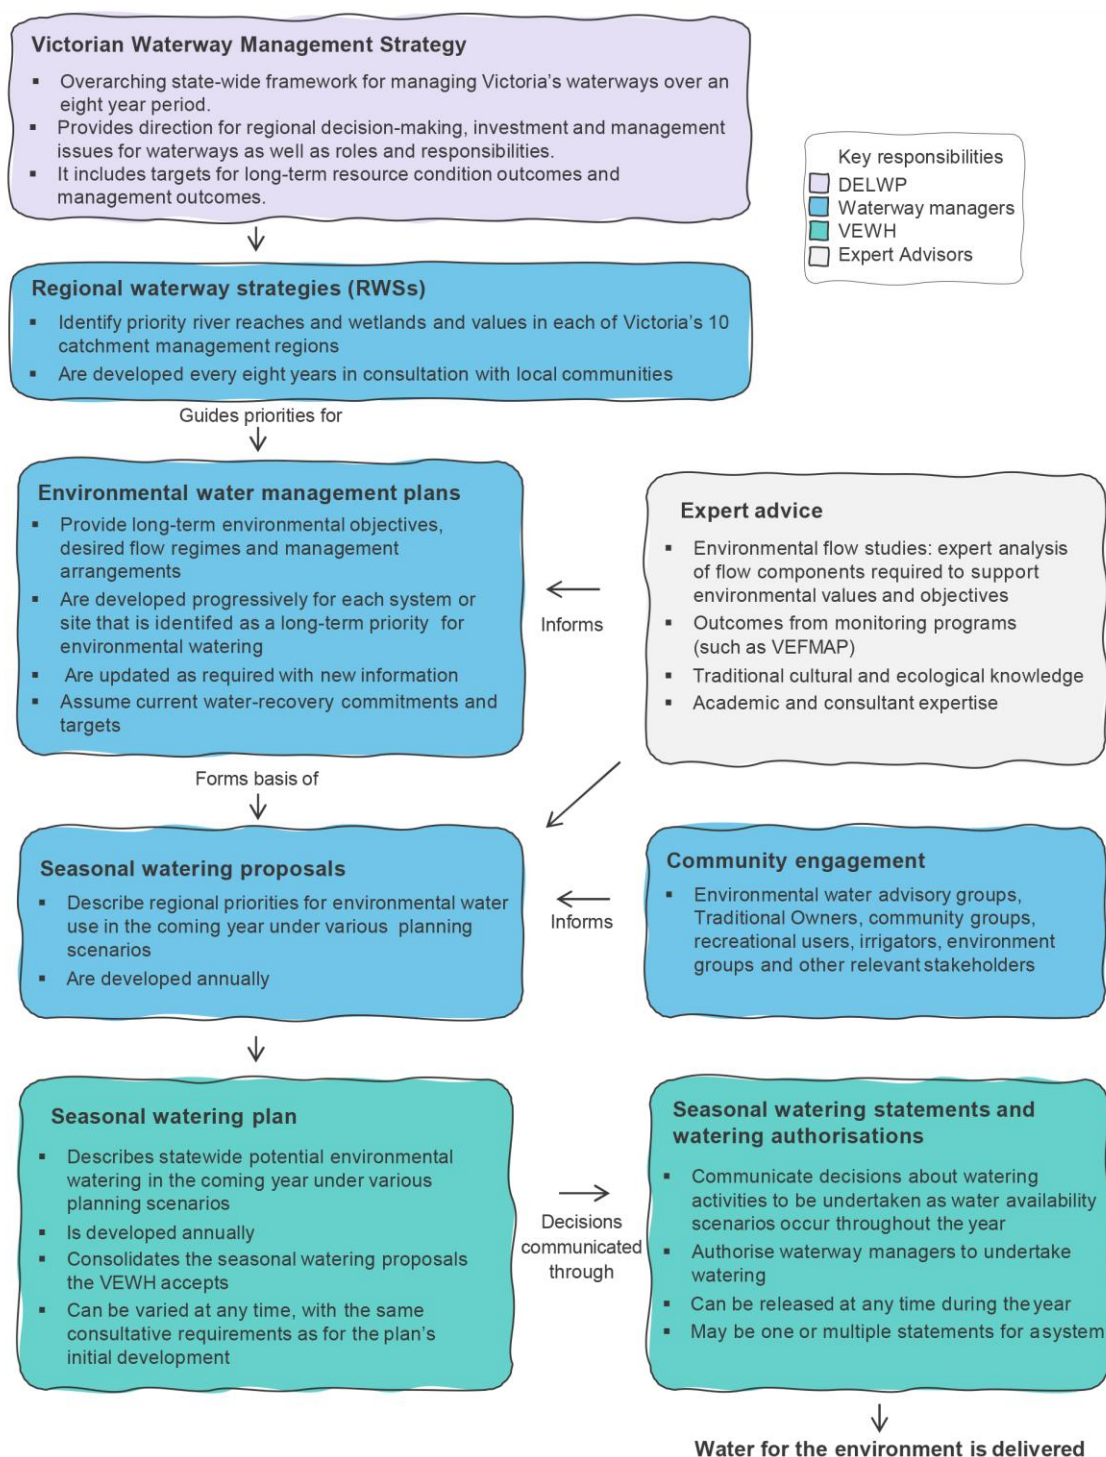 Victorian Waterway Management Strategy
▪ Overarching state-wide framework for managing Victoria's waterways over an
eight year period.
▪ Provides direction for regional decision-making, investment and management
issues for waterways as well as roles and responsibilities.
▪ It includes targets for long-term resource condition outcomes and
management outcomes.
Key responsibilities
DELWP
Waterway managers
VEWH
Expert Advisors
Regional waterway strategies (RWSs)
▪ Identify priority river reaches and wetlands and values in each of Victoria's 10
catchment management regions
▪ Are developed every eight years in consultation with local communities
Guides priorities for
Environmental water management plans
▪ Provide long-term environmental objectives,
desired flow regimes and management
arrangements
▪ Are developed progressively for each system or
site that is identifed as a long-term priority for
environmental watering
▪ Are updated as required with new information
▪ Assume current water-recovery commitments and
targets
Informs
Expert advice
▪ Environmental flow studies: expert analysis
of flow components required to support
environmental values and objectives
▪ Outcomes from monitoring programs
(such as VEFMAP)
▪ Traditional cultural and ecological knowledge
▪ Academic and consultant expertise
Forms basis of
Seasonal watering proposals
▪ Describe regional priorities for environmental water
use in the coming year under various planning
scenarios
▪ Are developed annually
Informs
Community engagement
▪ Environmental water advisory groups,
Traditional Owners, community groups,
recreational users, irrigators, environment
groups and other relevant stakeholders
Seasonal watering plan
▪ Describes statewide potential environmental
watering in the coming year under various
planning scenarios
▪ Is developed annually
▪ Consolidates the seasonal watering proposals
the VEWH accepts
▪ Can be varied at any time, with the same
consultative requirements as for the plan's
initial development
Decisions
communicated
through
Seasonal watering statements and
watering authorisations
▪ Communicate decisions about watering
activities to be undertaken as water availability
scenarios occur throughout the year
▪ Authorise waterway managers to undertake
watering
▪ Can be released at any time during the year
▪ May be one or multiple statements for asystem
Water for the environment is delivered